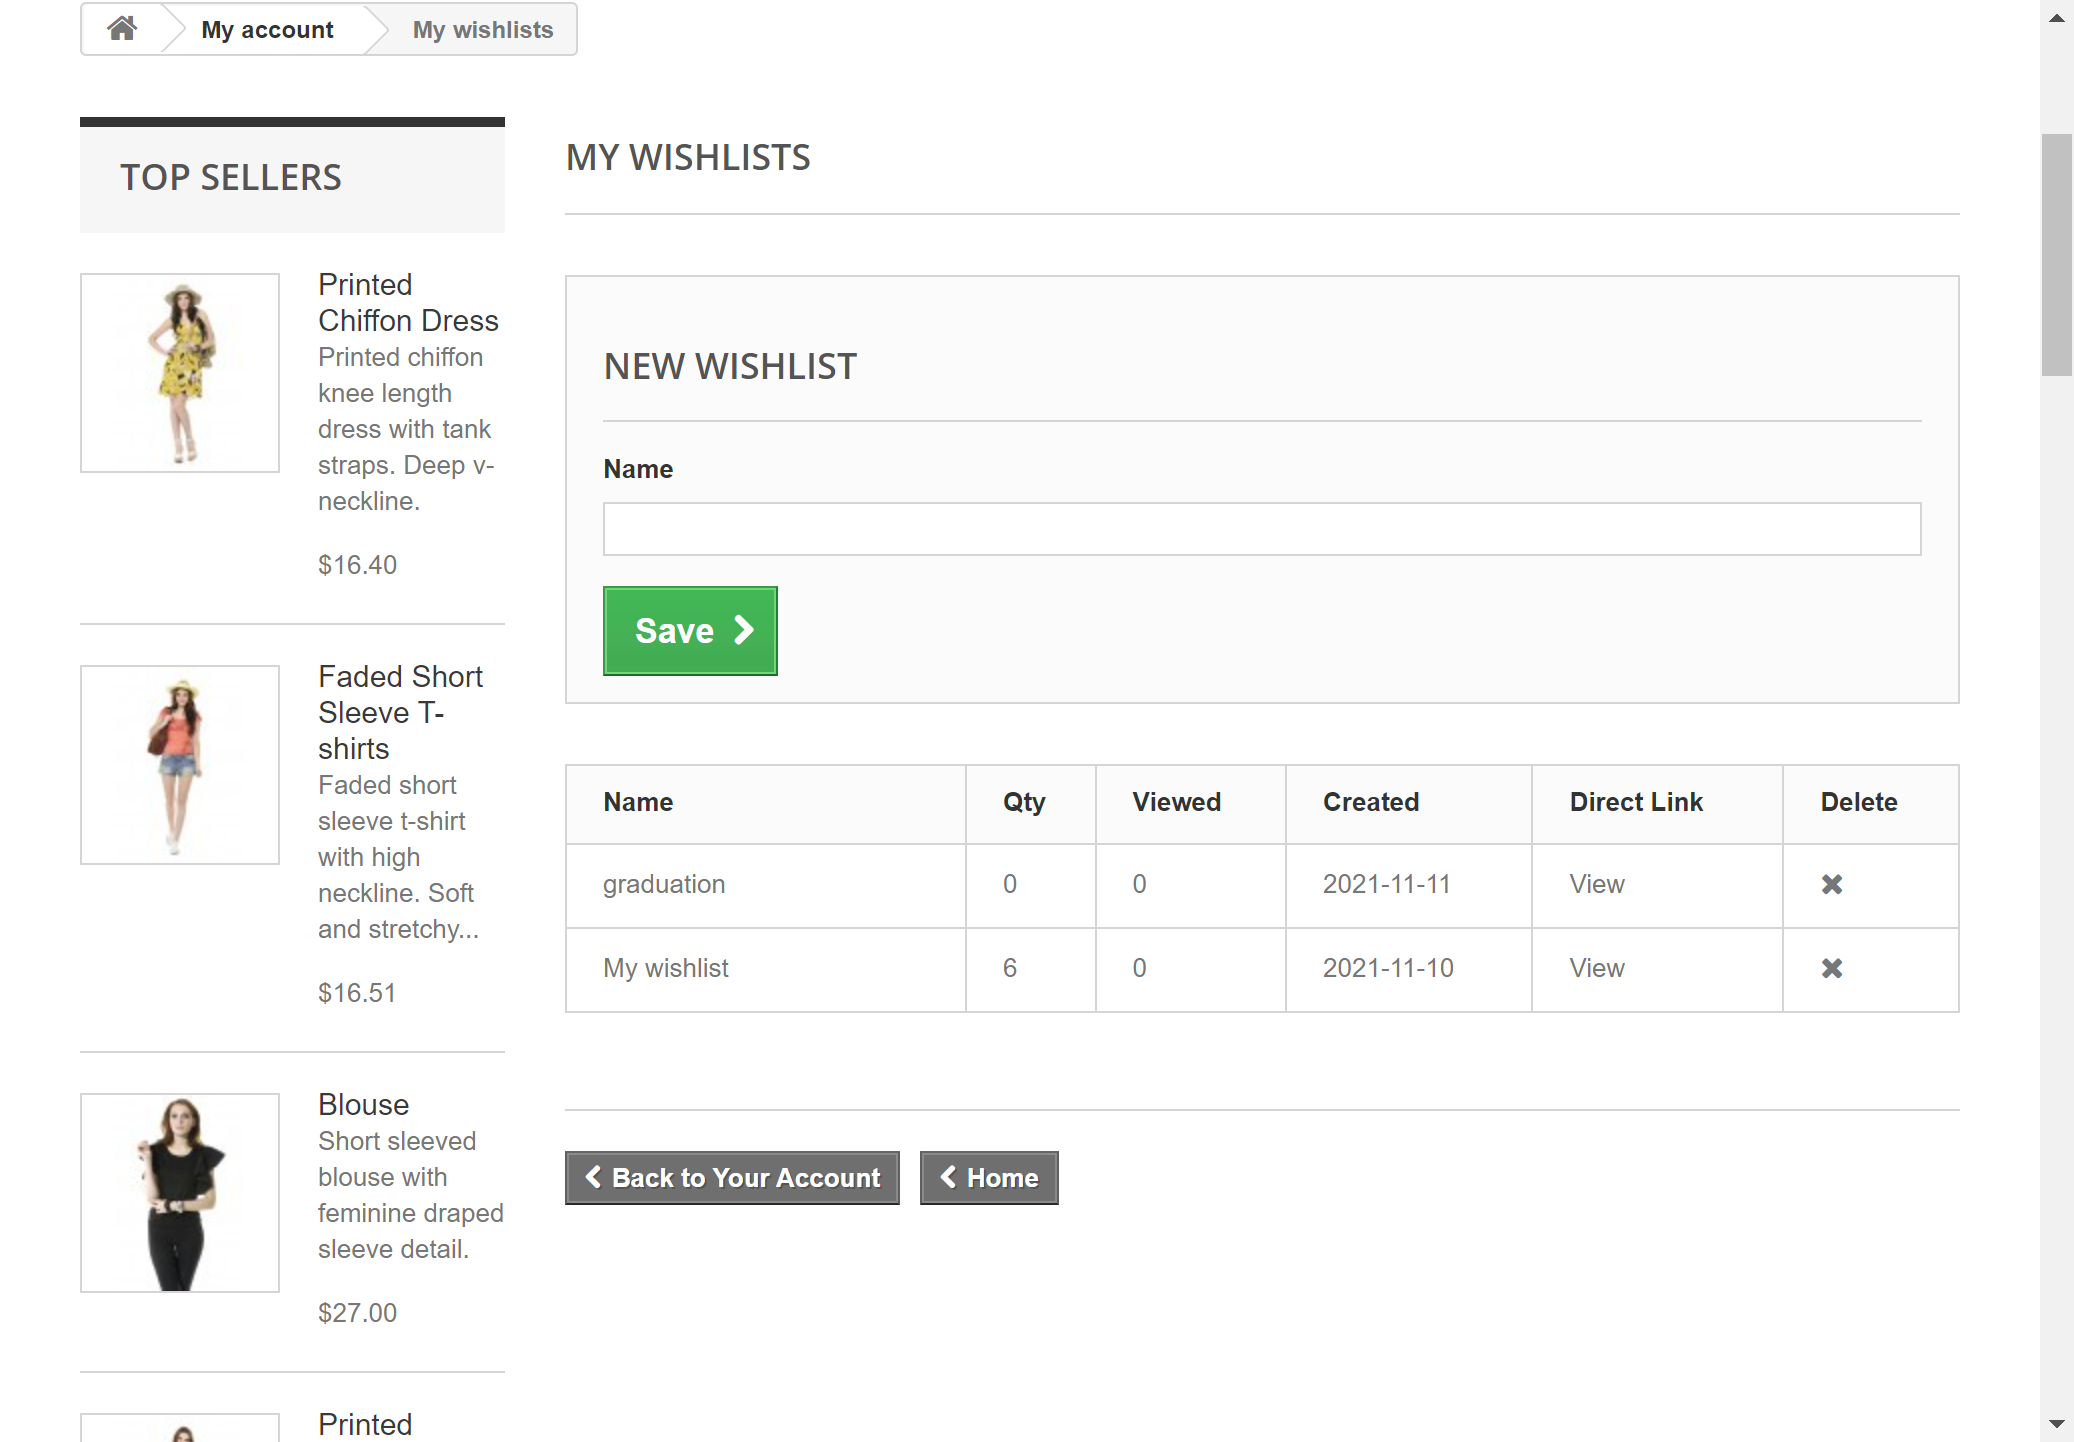 My account
My wishlists
TOP SELLERS
Printed
Chiffon Dress
Printed chiffon
knee length
dress with tank
straps. Deep v-
neckline.
$16.40
Faded Short
Sleeve T-
shirts
Faded short
sleeve t-shirt
with high
neckline. Soft
and stretchy...
$16.51
Blouse
Short sleeved
blouse with
feminine draped
sleeve detail.
$27.00
Printed
MY WISHLISTS
NEW WISHLIST
Name
Save
Name Qty Viewed Created Direct Link Delete
graduation 0 0 2021-11-11 View
My wishlist 6 0 2021-11-10 View
Back to Your Account
Home